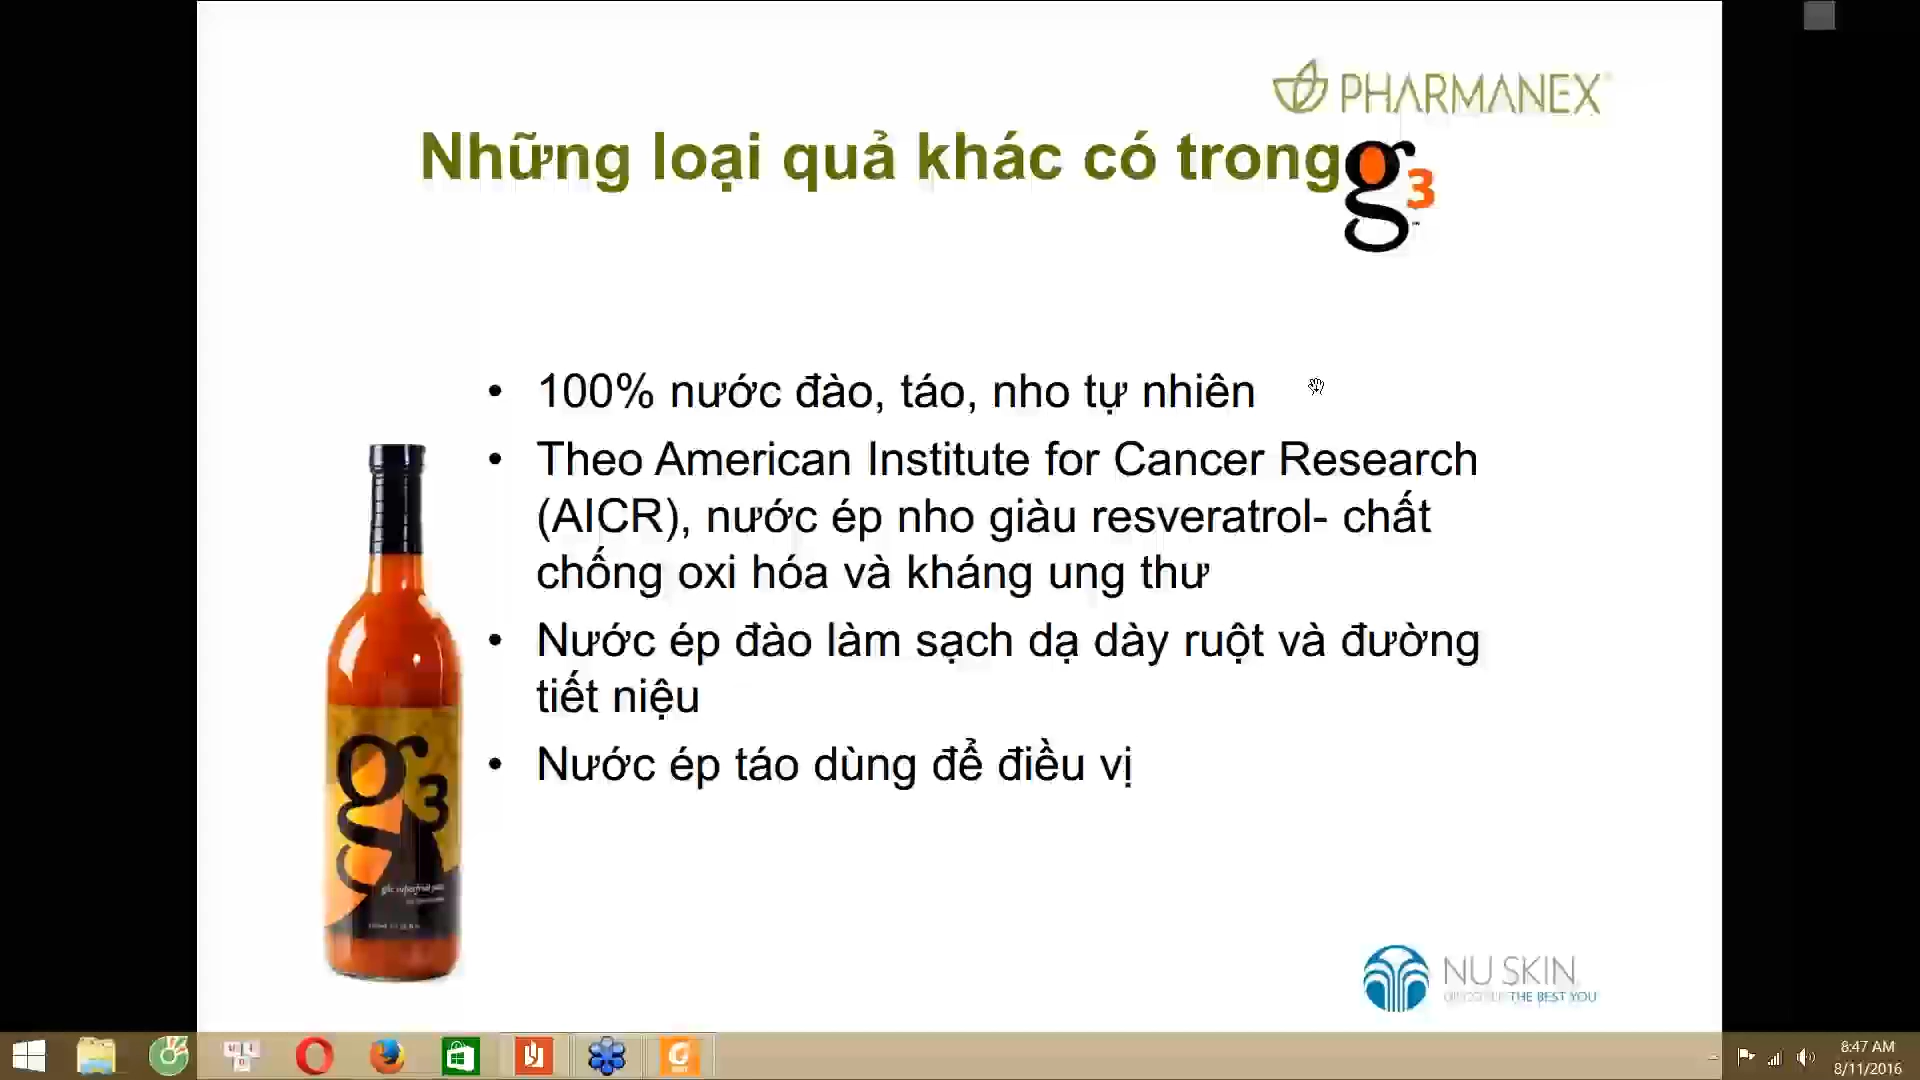 PHARMANEX
Những loại quả khác có trong g3
• 100% nước đào, táo, nho tự nhiên
• Theo American Institute for Cancer Research
(AICR), nước ép nho giàu resveratrol- chất
chống oxi hóa và kháng ung thư
• Nước ép đào làm sạch dạ dày ruột và đường
tiết niệu
• Nước ép táo dùng để điều vị
g3
NU SKIN
THE BEST YOU
8:47 AM
8/11/2016